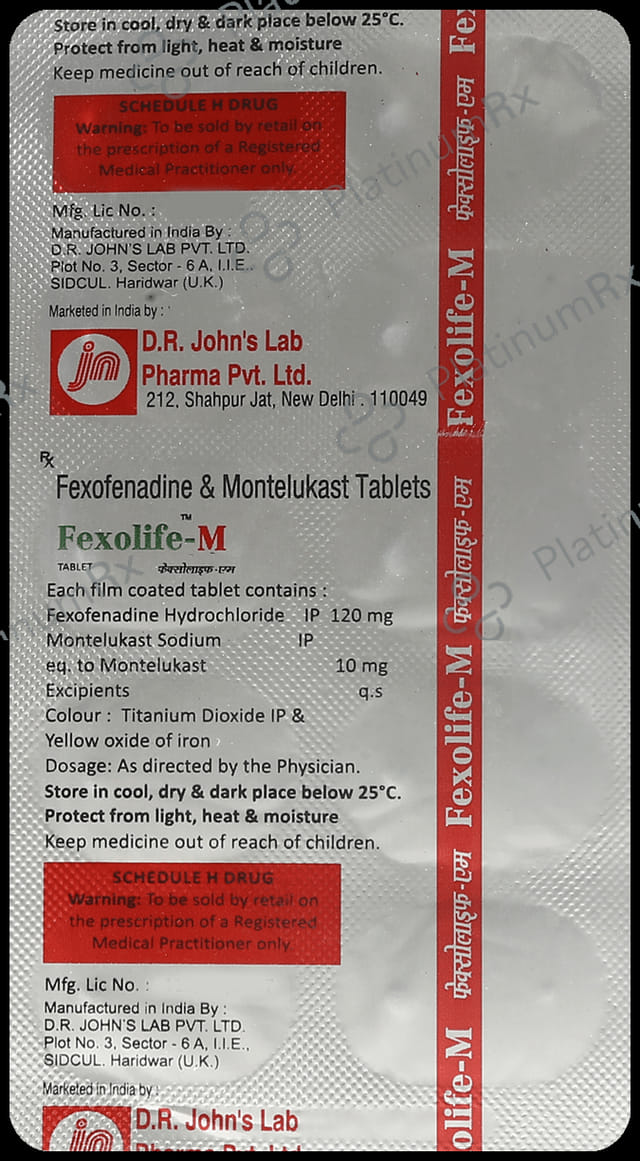 Store in cool, dry & dark place below 25°C.
Protect from light, heat & moisture
Keep medicine out of reach of children.
SCHEDULE H DRUG
Warning: To be sold by retail on
the prescription of a Registered
Medical Practitioner only.
Mfg. Lic No. :
Manufactured in India By :
D.R. JOHN'S LAB PVT. LTD.
Plot No. 3, Sector - 6 A, I.I.E.,
SIDCUL. Haridwar (U.K.)
Marketed in India by :
jn
D.R. John's Lab
Pharma Pvt. Ltd.
212, Shahpur Jat, New Delhi . 110049
Rx
Fexofenadine & Montelukast Tablets
Fexolife-M™
TABLET फेक्सोलाइफ-एम
Each film coated tablet contains :
Fexofenadine Hydrochloride IP 120 mg
Montelukast Sodium IP
eq. to Montelukast 10 mg
Excipients q.s
Colour : Titanium Dioxide IP &
Yellow oxide of iron
Dosage: As directed by the Physician.
Store in cool, dry & dark place below 25°C.
Protect from light, heat & moisture
Keep medicine out of reach of children.
SCHEDULE H DRUG
Warning: To be sold by retail on
the prescription of a Registered
Medical Practitioner only
Mfg. Lic No. :
Manufactured in India By :
D.R. JOHN'S LAB PVT. LTD.
Plot No. 3, Sector - 6 A, I.I.E.,
SIDCUL. Haridwar (U.K.)
Marketed in India by :
jn
D.R. John's Lab
olife-M फेक्सोलाइफ-एम Fexolife-M फेक्सोलाइफ-एम Fexolife-M फेक्सोलाइफ-एम Fe
PlatinumRx
PlatinumRx
Platin